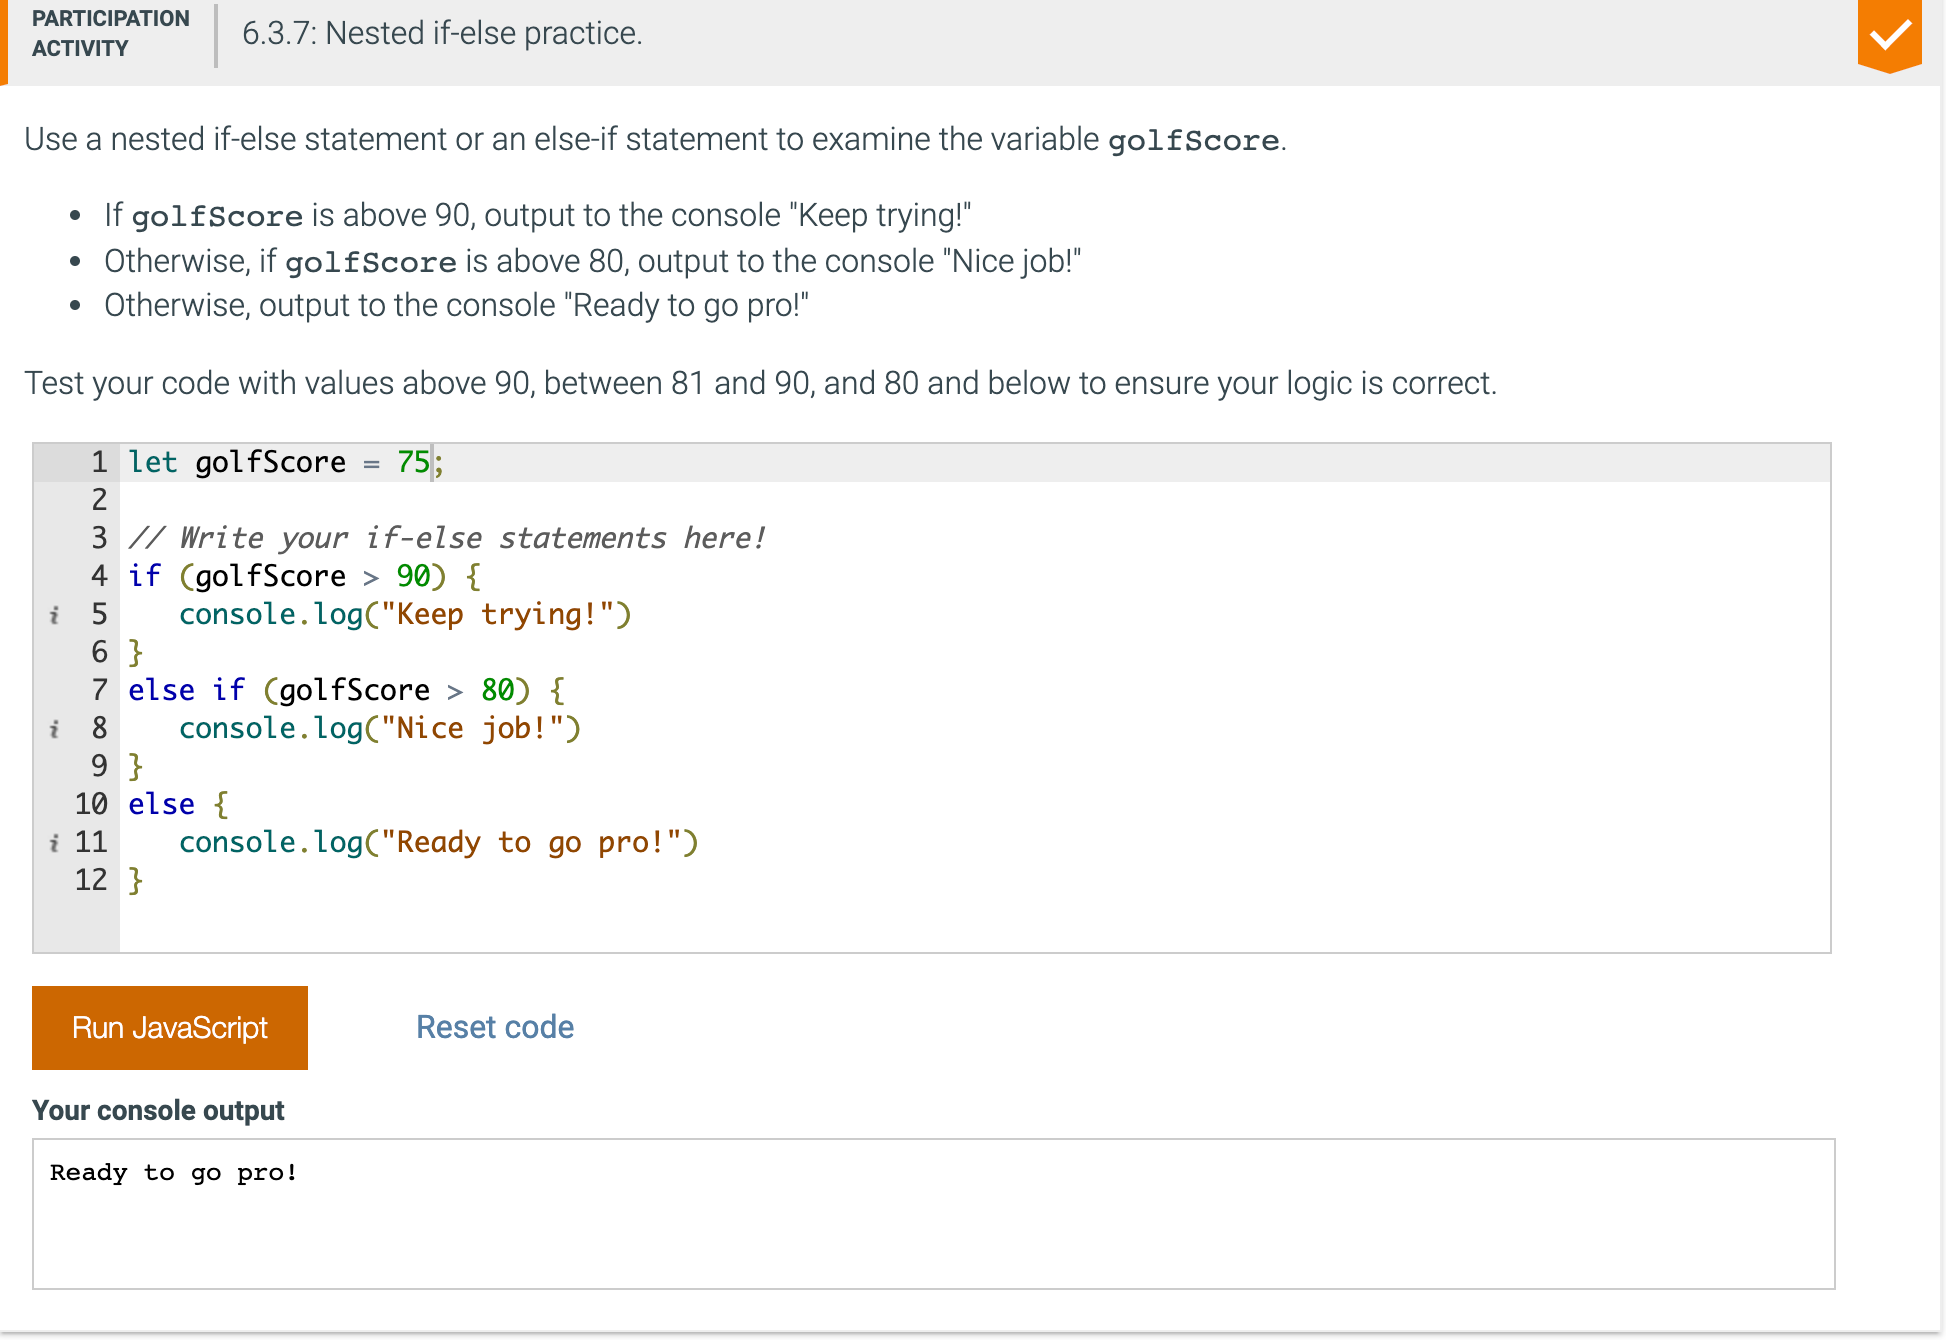 PARTICIPATION
ACTIVITY
6.3.7: Nested if-else practice.
Use a nested if-else statement or an else-if statement to examine the variable golfScore.
• If golfScore is above 90, output to the console "Keep trying!"
• Otherwise, if golfScore is above 80, output to the console "Nice job!"
• Otherwise, output to the console "Ready to go pro!"
Test your code with values above 90, between 81 and 90, and 80 and below to ensure your logic is correct.
1 let golfScore = 75;
2
3 // Write your if-else statements here!
4 if (golfScore > 90) {
i 5    console.log("Keep trying!")
6 }
7 else if (golfScore > 80) {
i 8    console.log("Nice job!")
9 }
10 else {
i 11    console.log("Ready to go pro!")
12 }
Run JavaScript
Reset code
Your console output
Ready to go pro!